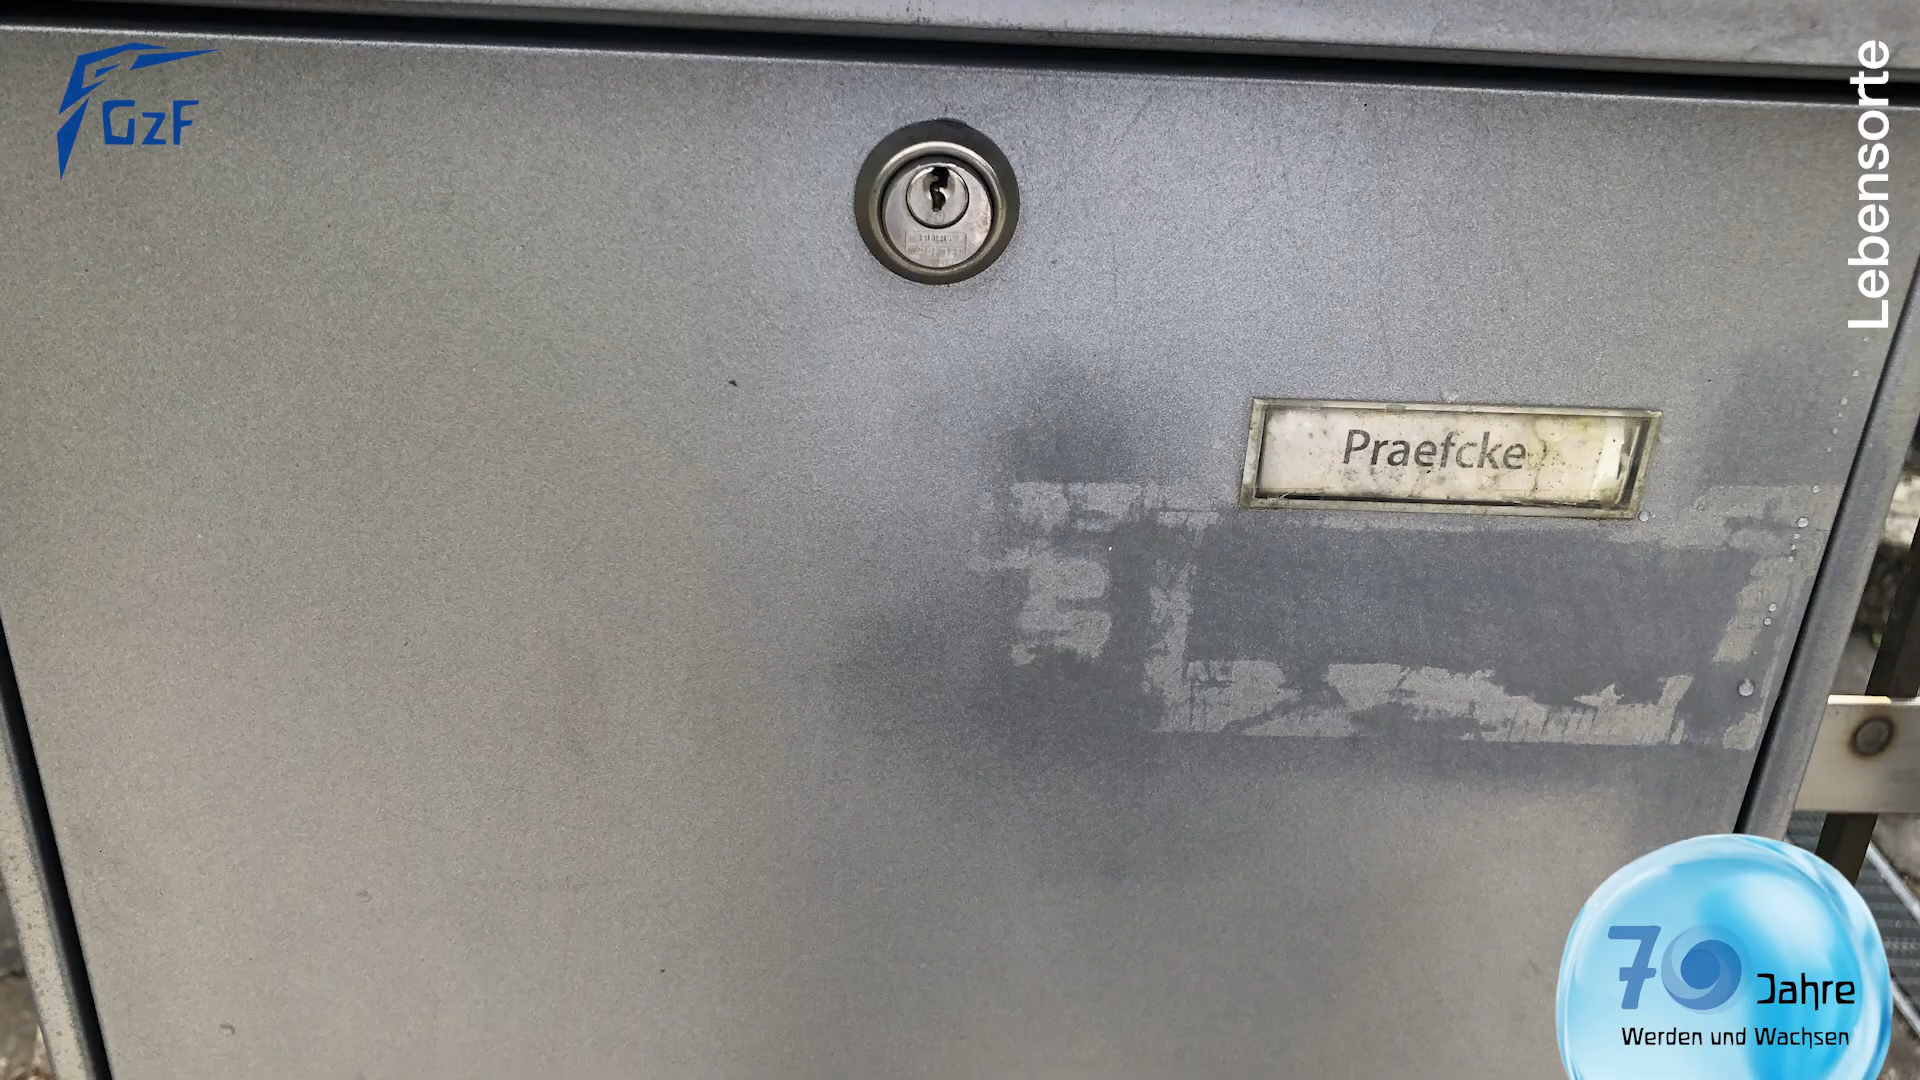 GzF
Lebensorte
Praefcke
70 Jahre
Werden und Wachsen